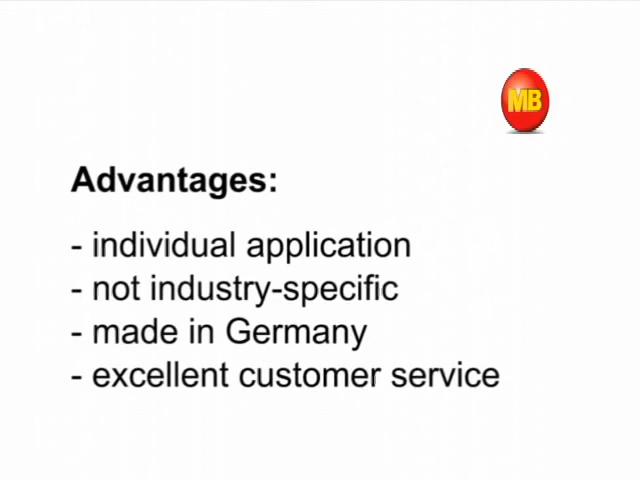 MB
Advantages:
- individual application
- not industry-specific
- made in Germany
- excellent customer service